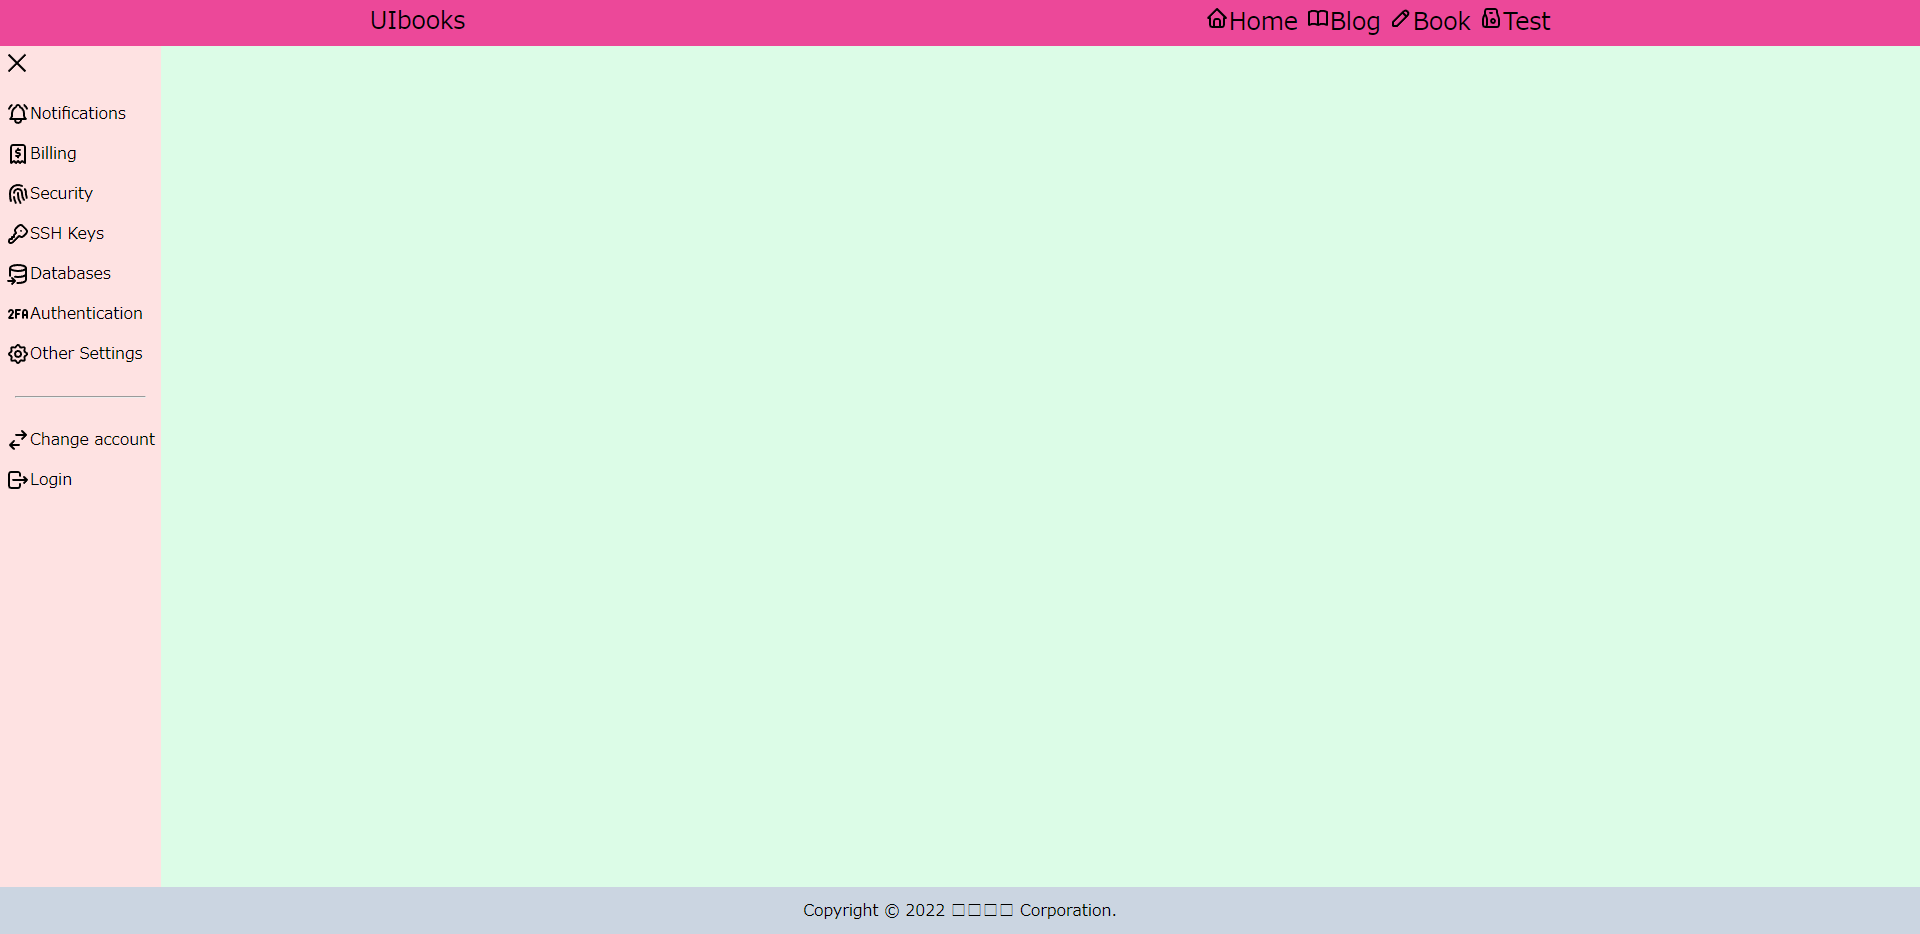 UIbooks
Home Blog Book Test
Notifications
Billing
Security
SSH Keys
Databases
2FA Authentication
Other Settings
Change account
Login
Copyright © 2022 □□□□ Corporation.